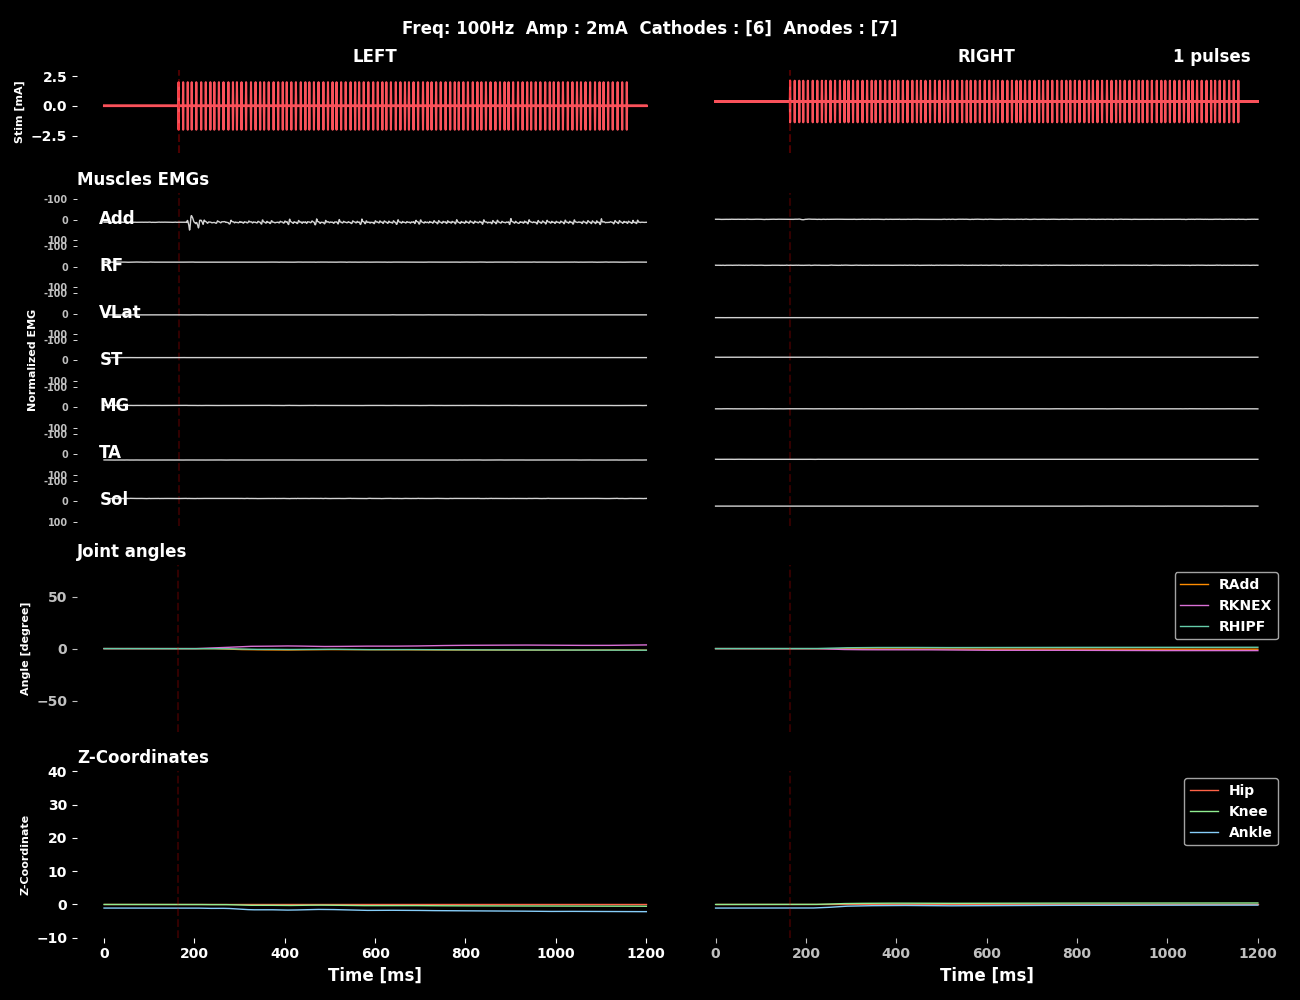 Freq: 100Hz  Amp : 2mA  Cathodes : [6]  Anodes : [7]
LEFT
RIGHT
1 pulses
Stim [mA]
2.5
0.0
−2.5
Muscles EMGs
Normalized EMG
-100
0
100
Add
-100
0
100
RF
-100
0
100
VLat
-100
0
100
ST
-100
0
100
MG
-100
0
100
TA
-100
0
100
Sol
Joint angles
Angle [degree]
50
0
−50
RAdd
RKNEX
RHIPF
Z-Coordinates
Z-Coordinate
40
30
20
10
0
−10
Hip
Knee
Ankle
0 200 400 600 800 1000 1200
0 200 400 600 800 1000 1200
Time [ms]
Time [ms]